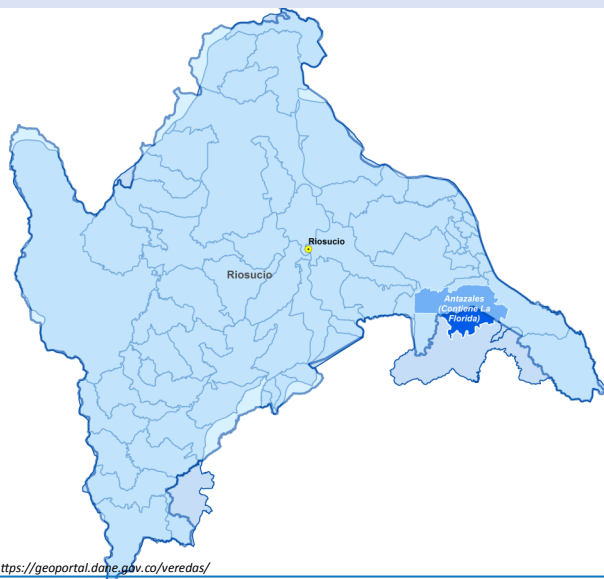 Riosucio
Riosucio
Antazales
(Contiene La
Florida)
ttps://geoportal.dane.gov.co/veredas/